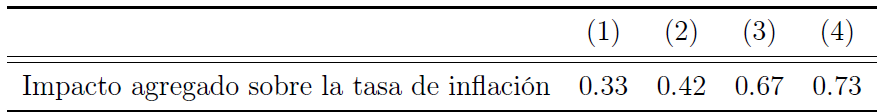 (1) (2) (3) (4)
Impacto agregado sobre la tasa de inflación 0.33 0.42 0.67 0.73